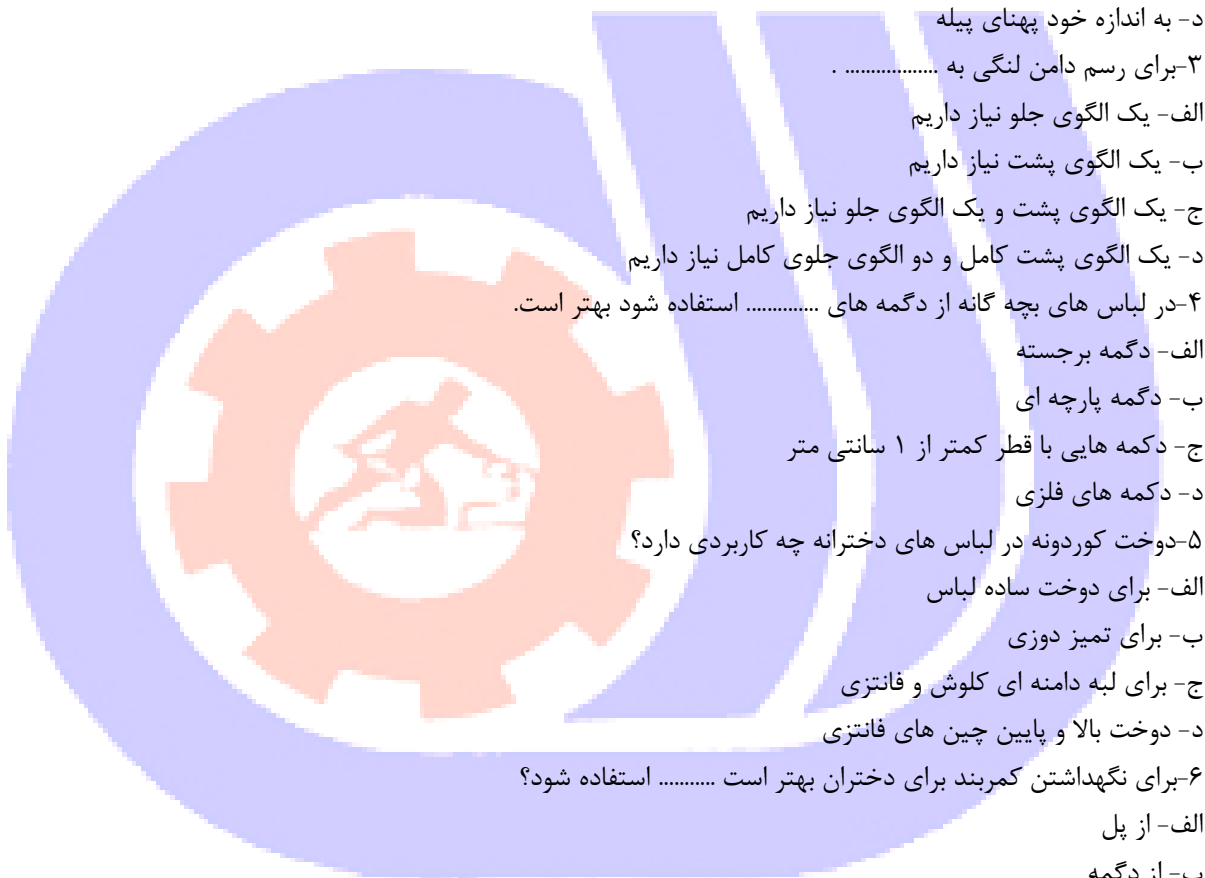 د- به اندازه خود پهنای پیله
۳-برای رسم دامن لنگی به .................. .
الف- یک الگوی جلو نیاز داریم
ب- یک الگوی پشت نیاز داریم
ج- یک الگوی پشت و یک الگوی جلو نیاز داریم
د- یک الگوی پشت کامل و دو الگوی جلوی کامل نیاز داریم
۴-در لباس های بچه گانه از دگمه های .............. استفاده شود بهتر است.
الف- دگمه برجسته
ب- دگمه پارچه ای
ج- دکمه هایی با قطر کمتر از ۱ سانتی متر
د- دکمه های فلزی
۵-دوخت کوردونه در لباس های دخترانه چه کاربردی دارد؟
الف- برای دوخت ساده لباس
ب- برای تمیز دوزی
ج- برای لبه دامنه ای کلوش و فانتزی
د- دوخت بالا و پایین چین های فانتزی
۶-برای نگهداشتن کمربند برای دختران بهتر است ........... استفاده شود؟
الف- از پل
ب- از دگمه